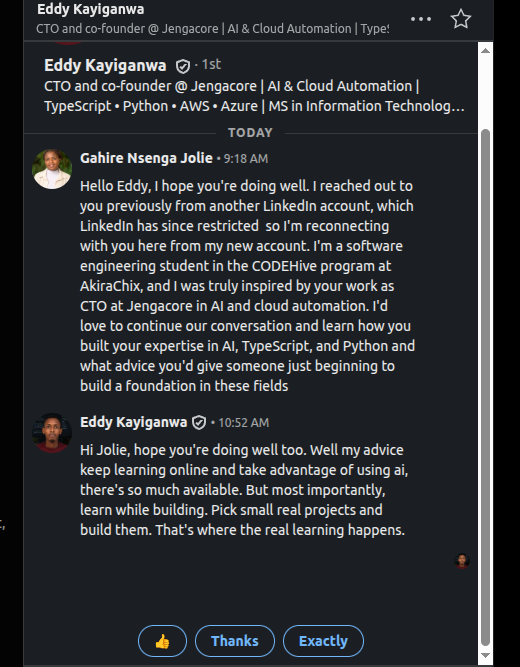 Eddy Kayiganwa
CTO and co-founder @ Jengacore | AI & Cloud Automation | Type
Eddy Kayiganwa · 1st
CTO and co-founder @ Jengacore | AI & Cloud Automation |
TypeScript • Python • AWS • Azure | MS in Information Technolog…
TODAY
Gahire Nsenga Jolie • 9:18 AM
Hello Eddy, I hope you're doing well. I reached out to
you previously from another LinkedIn account, which
LinkedIn has since restricted so I'm reconnecting
with you here from my new account. I'm a software
engineering student in the CODEHive program at
AkiraChix, and I was truly inspired by your work as
CTO at Jengacore in AI and cloud automation. I'd
love to continue our conversation and learn how you
built your expertise in AI, TypeScript, and Python and
what advice you'd give someone just beginning to
build a foundation in these fields
Eddy Kayiganwa • 10:52 AM
Hi Jolie, hope you're doing well too. Well my advice
keep learning online and take advantage of using ai,
there's so much available. But most importantly,
learn while building. Pick small real projects and
build them. That's where the real learning happens.
👍
Thanks
Exactly